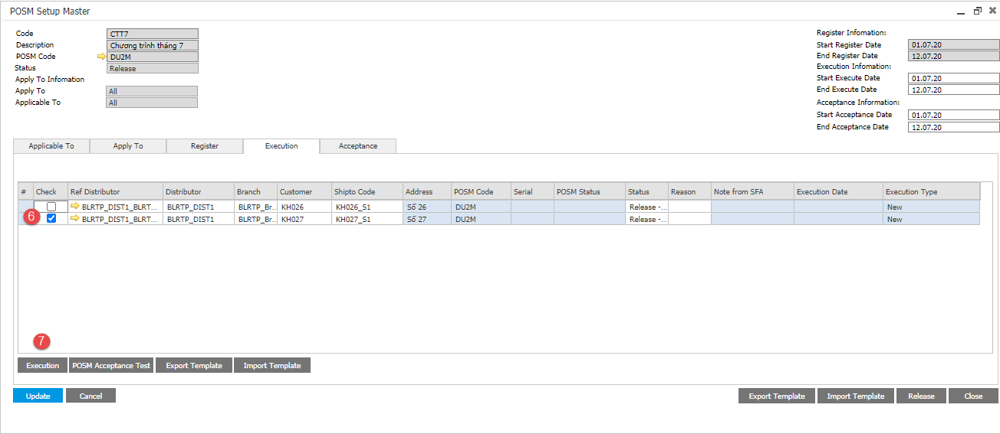 POSM Setup Master
Code CTT7
Description Chương trình tháng 7
POSM Code DU2M
Status Release
Apply To Infomation
Apply To All
Applicable To All
Register Infomation:
Start Register Date 01.07.20
End Register Date 12.07.20
Execution Infomation:
Start Execute Date 01.07.20
End Execute Date 12.07.20
Acceptance Information:
Start Acceptance Date 01.07.20
End Acceptance Date 12.07.20
Applicable To Apply To Register Execution Acceptance
# Check Ref Distributor Distributor Branch Customer Shipto Code Address POSM Code Serial POSM Status Status Reason Note from SFA Execution Date Execution Type
BLRTP_DIST1_BLRT... BLRTP_DIST1 BLRTP_Br... KH026 KH026_S1 Số 26 DU2M Release -... New
6 BLRTP_DIST1_BLRT... BLRTP_DIST1 BLRTP_Br... KH027 KH027_S1 Số 27 DU2M Release -... New
7
Execution POSM Acceptance Test Export Template Import Template
Update Cancel Export Template Import Template Release Close